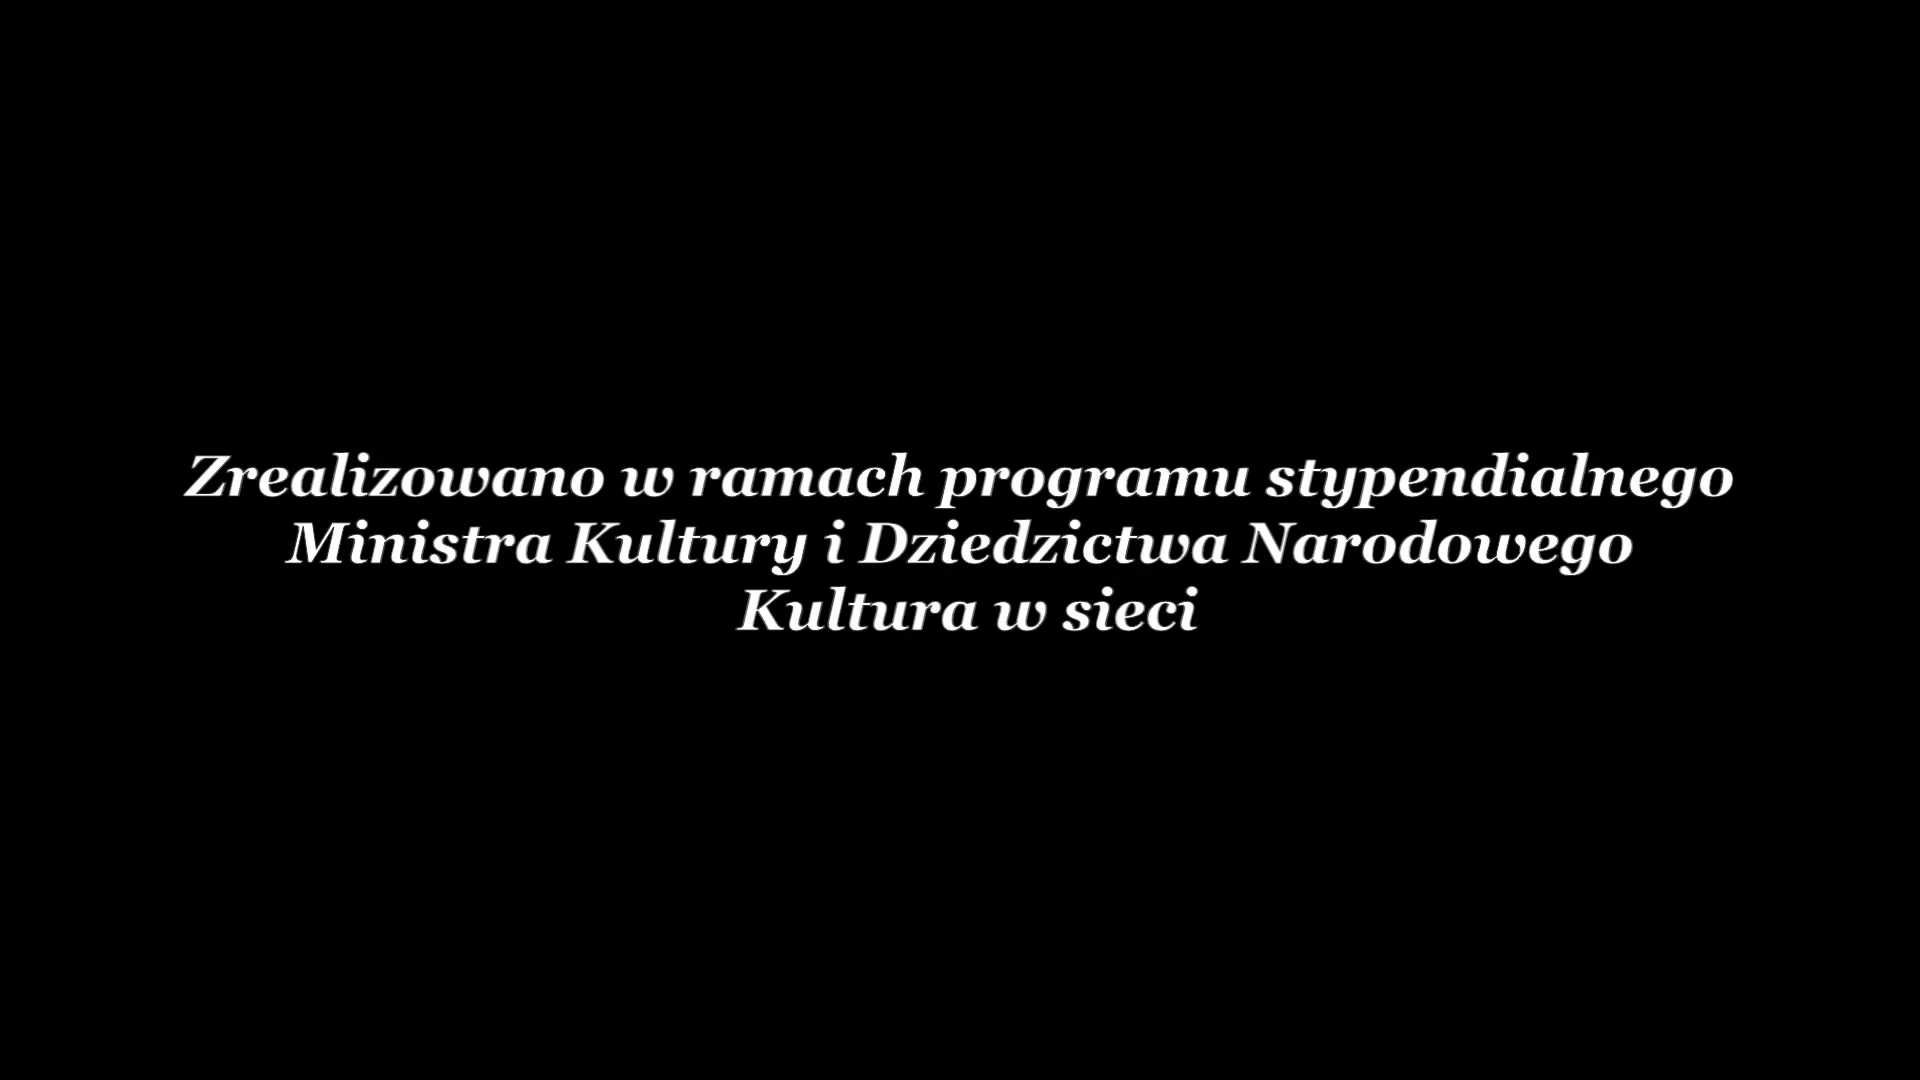 Zrealizowano w ramach programu stypendialnego
Ministra Kultury i Dziedzictwa Narodowego
Kultura w sieci